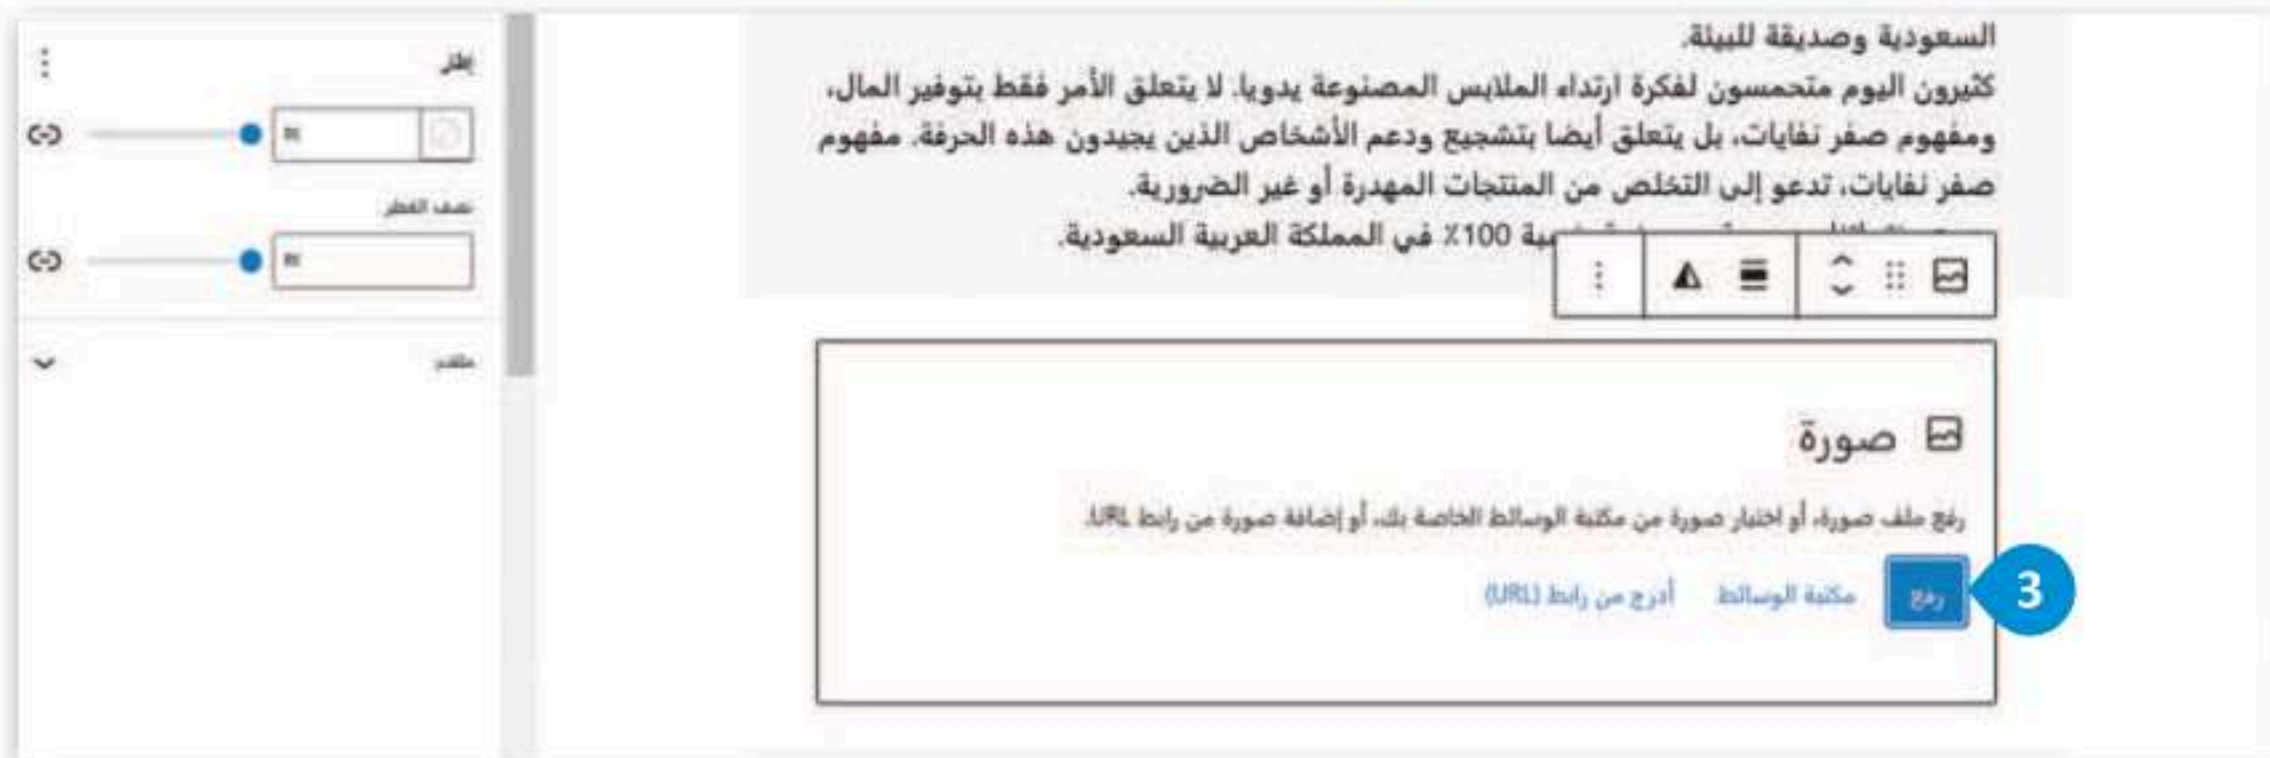 السعودية وصديقة للبيئة.
كثيرون اليوم متحمسون لفكرة ارتداء الملابس المصنوعة يدويا. لا يتعلق الأمر فقط بتوفير المال،
ومفهوم صفر نفايات، بل يتعلق أيضا بتشجيع ودعم الأشخاص الذين يجيدون هذه الحرفة. مفهوم
صفر نفايات، تدعو إلى التخلص من المنتجات المهدرة أو غير الضرورية.
100٪ في المملكة العربية السعودية.
صورة
رفع ملف صورة، أو اختيار صورة من مكتبة الوسائط الخاصة بك، أو إضافة صورة من رابط URL.
رفع مكتبة الوسائط أدرج من رابط (URL)
3
إطار
نصف القطر
متقدم